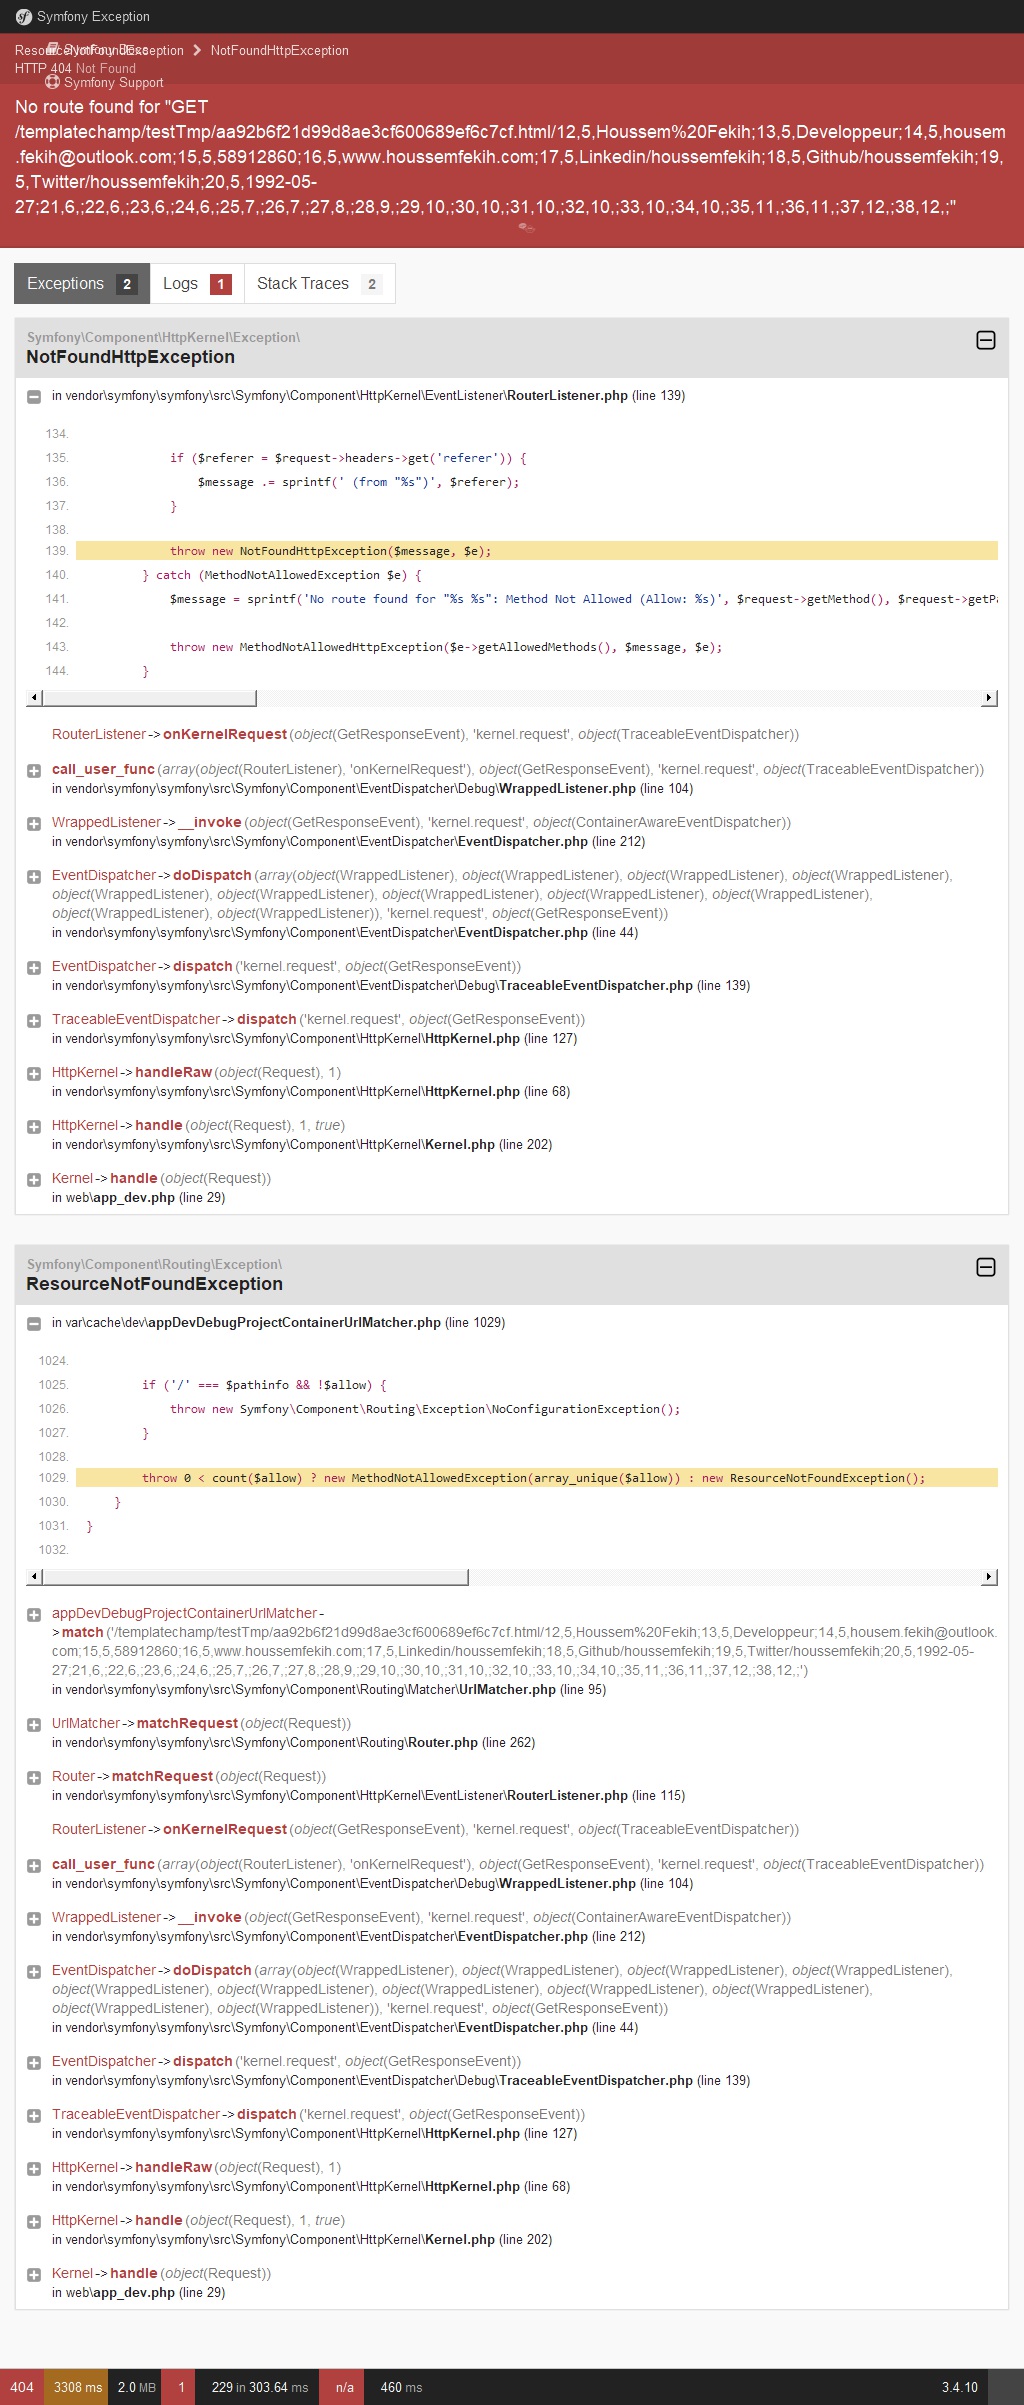 Symfony Exception
ResourceNotFoundException > NotFoundHttpException
Symfony Docs
HTTP 404 Not Found
Symfony Support
No route found for "GET
/templatechamp/testTmp/aa92b6f21d99d8ae3cf600689ef6c7cf.html/12,5,Houssem%20Fekih;13,5,Developpeur;14,5,housem
.fekih@outlook.com;15,5,58912860;16,5,www.houssemfekih.com;17,5,Linkedin/houssemfekih;18,5,Github/houssemfekih;19,
5,Twitter/houssemfekih;20,5,1992-05-
27;21,6,;22,6,;23,6,;24,6,;25,7,;26,7,;27,8,;28,9,;29,10,;30,10,;31,10,;32,10,;33,10,;34,10,;35,11,;36,11,;37,12,;38,12,;"
Exceptions 2 Logs 1 Stack Traces 2
Symfony\Component\HttpKernel\Exception\
NotFoundHttpException
in vendor\symfony\symfony\src\Symfony\Component\HttpKernel\EventListener\RouterListener.php (line 139)
134.
135. if ($referer = $request->headers->get('referer')) {
136. $message .= sprintf(' (from "%s")', $referer);
137. }
138.
139. throw new NotFoundHttpException($message, $e);
140. } catch (MethodNotAllowedException $e) {
141. $message = sprintf('No route found for "%s %s": Method Not Allowed (Allow: %s)', $request->getMethod(), $request->getPa
142.
143. throw new MethodNotAllowedHttpException($e->getAllowedMethods(), $message, $e);
144. }
RouterListener->onKernelRequest(object(GetResponseEvent), 'kernel.request', object(TraceableEventDispatcher))
call_user_func(array(object(RouterListener), 'onKernelRequest'), object(GetResponseEvent), 'kernel.request', object(TraceableEventDispatcher))
in vendor\symfony\symfony\src\Symfony\Component\EventDispatcher\Debug\WrappedListener.php (line 104)
WrappedListener->__invoke(object(GetResponseEvent), 'kernel.request', object(ContainerAwareEventDispatcher))
in vendor\symfony\symfony\src\Symfony\Component\EventDispatcher\EventDispatcher.php (line 212)
EventDispatcher->doDispatch(array(object(WrappedListener), object(WrappedListener), object(WrappedListener), object(WrappedListener),
object(WrappedListener), object(WrappedListener), object(WrappedListener), object(WrappedListener), object(WrappedListener),
object(WrappedListener), object(WrappedListener)), 'kernel.request', object(GetResponseEvent))
in vendor\symfony\symfony\src\Symfony\Component\EventDispatcher\EventDispatcher.php (line 44)
EventDispatcher->dispatch('kernel.request', object(GetResponseEvent))
in vendor\symfony\symfony\src\Symfony\Component\EventDispatcher\Debug\TraceableEventDispatcher.php (line 139)
TraceableEventDispatcher->dispatch('kernel.request', object(GetResponseEvent))
in vendor\symfony\symfony\src\Symfony\Component\HttpKernel\HttpKernel.php (line 127)
HttpKernel->handleRaw(object(Request), 1)
in vendor\symfony\symfony\src\Symfony\Component\HttpKernel\HttpKernel.php (line 68)
HttpKernel->handle(object(Request), 1, true)
in vendor\symfony\symfony\src\Symfony\Component\HttpKernel\Kernel.php (line 202)
Kernel->handle(object(Request))
in web\app_dev.php (line 29)
Symfony\Component\Routing\Exception\
ResourceNotFoundException
in var\cache\dev\appDevDebugProjectContainerUrlMatcher.php (line 1029)
1024.
1025. if ('/' === $pathinfo && !$allow) {
1026. throw new Symfony\Component\Routing\Exception\NoConfigurationException();
1027. }
1028.
1029. throw 0 < count($allow) ? new MethodNotAllowedException(array_unique($allow)) : new ResourceNotFoundException();
1030. }
1031. }
1032.
appDevDebugProjectContainerUrlMatcher-
>match('/templatechamp/testTmp/aa92b6f21d99d8ae3cf600689ef6c7cf.html/12,5,Houssem%20Fekih;13,5,Developpeur;14,5,housem.fekih@outlook.
com;15,5,58912860;16,5,www.houssemfekih.com;17,5,Linkedin/houssemfekih;18,5,Github/houssemfekih;19,5,Twitter/houssemfekih;20,5,1992-05-
27;21,6,;22,6,;23,6,;24,6,;25,7,;26,7,;27,8,;28,9,;29,10,;30,10,;31,10,;32,10,;33,10,;34,10,;35,11,;36,11,;37,12,;38,12,;')
in vendor\symfony\symfony\src\Symfony\Component\Routing\Matcher\UrlMatcher.php (line 95)
UrlMatcher->matchRequest(object(Request))
in vendor\symfony\symfony\src\Symfony\Component\Routing\Router.php (line 262)
Router->matchRequest(object(Request))
in vendor\symfony\symfony\src\Symfony\Component\HttpKernel\EventListener\RouterListener.php (line 115)
RouterListener->onKernelRequest(object(GetResponseEvent), 'kernel.request', object(TraceableEventDispatcher))
call_user_func(array(object(RouterListener), 'onKernelRequest'), object(GetResponseEvent), 'kernel.request', object(TraceableEventDispatcher))
in vendor\symfony\symfony\src\Symfony\Component\EventDispatcher\Debug\WrappedListener.php (line 104)
WrappedListener->__invoke(object(GetResponseEvent), 'kernel.request', object(ContainerAwareEventDispatcher))
in vendor\symfony\symfony\src\Symfony\Component\EventDispatcher\EventDispatcher.php (line 212)
EventDispatcher->doDispatch(array(object(WrappedListener), object(WrappedListener), object(WrappedListener), object(WrappedListener),
object(WrappedListener), object(WrappedListener), object(WrappedListener), object(WrappedListener), object(WrappedListener),
object(WrappedListener), object(WrappedListener)), 'kernel.request', object(GetResponseEvent))
in vendor\symfony\symfony\src\Symfony\Component\EventDispatcher\EventDispatcher.php (line 44)
EventDispatcher->dispatch('kernel.request', object(GetResponseEvent))
in vendor\symfony\symfony\src\Symfony\Component\EventDispatcher\Debug\TraceableEventDispatcher.php (line 139)
TraceableEventDispatcher->dispatch('kernel.request', object(GetResponseEvent))
in vendor\symfony\symfony\src\Symfony\Component\HttpKernel\HttpKernel.php (line 127)
HttpKernel->handleRaw(object(Request), 1)
in vendor\symfony\symfony\src\Symfony\Component\HttpKernel\HttpKernel.php (line 68)
HttpKernel->handle(object(Request), 1, true)
in vendor\symfony\symfony\src\Symfony\Component\HttpKernel\Kernel.php (line 202)
Kernel->handle(object(Request))
in web\app_dev.php (line 29)
404 3308 ms 2.0 MB 1 229 in 303.64 ms n/a 460 ms 3.4.10